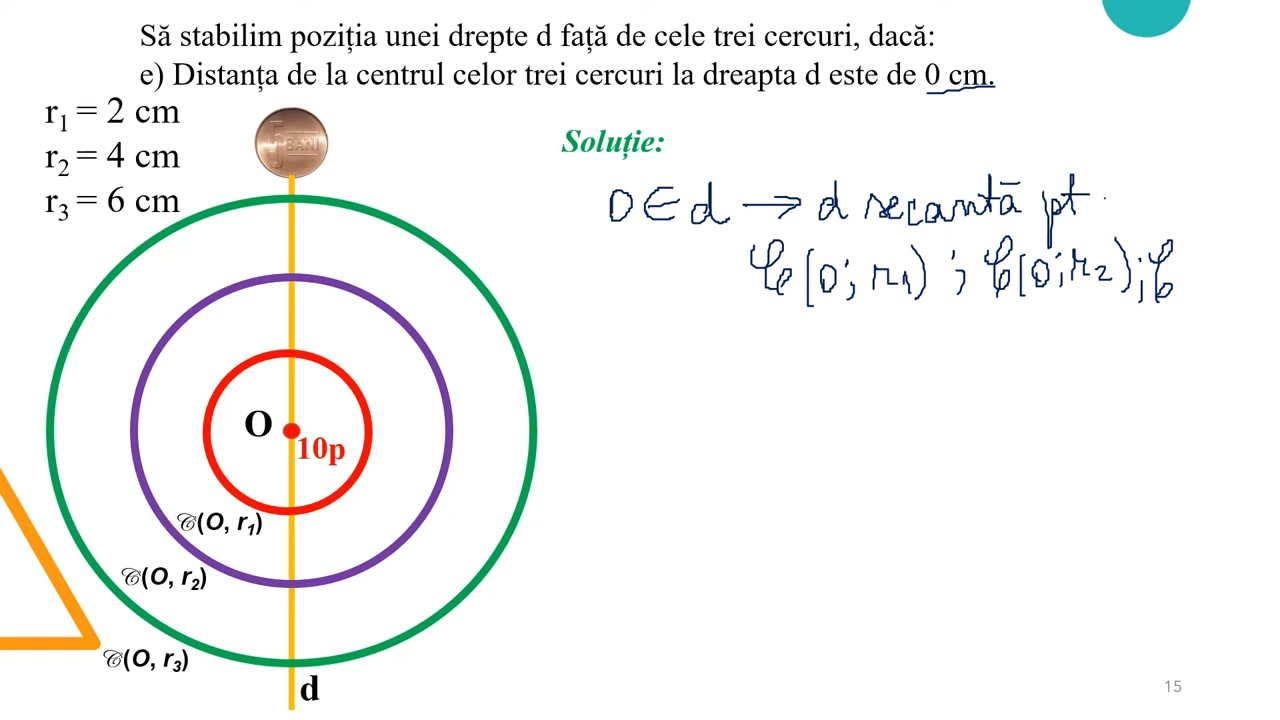 Să stabilim poziția unei drepte d față de cele trei cercuri, dacă:
e) Distanța de la centrul celor trei cercuri la dreapta d este de 0 cm.
r1 = 2 cm
r2 = 4 cm
r3 = 6 cm
5 BANI
Soluție:
O ∈ d → d secantă pt
𝒞(O; r1) ; 𝒞(O; r2) ; 𝒞
O
10p
𝒞(O, r1)
𝒞(O, r2)
𝒞(O, r3)
d
15